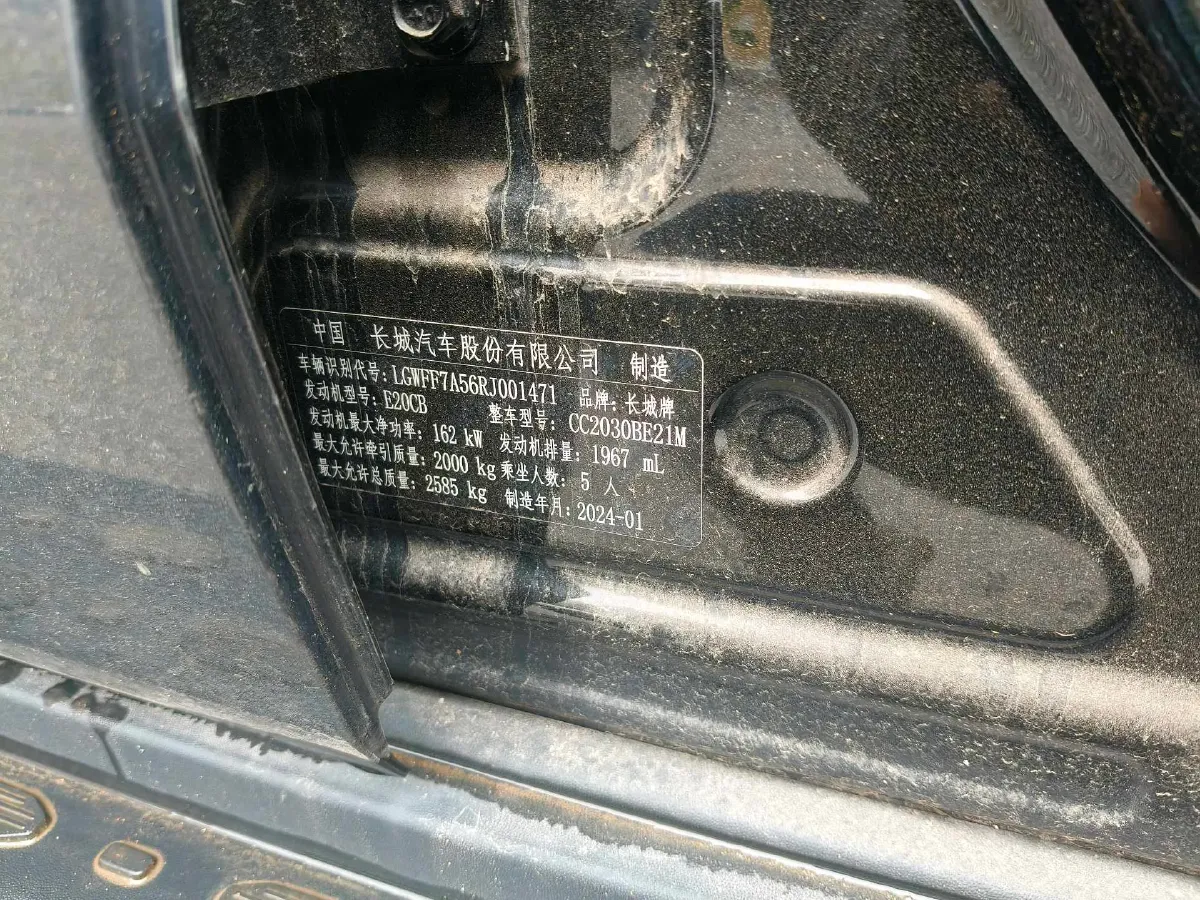 中国 长城汽车股份有限公司 制造
车辆识别代号:LGWFF7A56RJ001471 品牌:长城牌
发动机型号:E20CB 整车型号:CC2030BE21M
发动机最大净功率:162 kW 发动机排量:1967 mL
最大允许牵引质量:2000 kg 乘坐人数:5 人
最大允许总质量:2585 kg 制造年月:2024-01